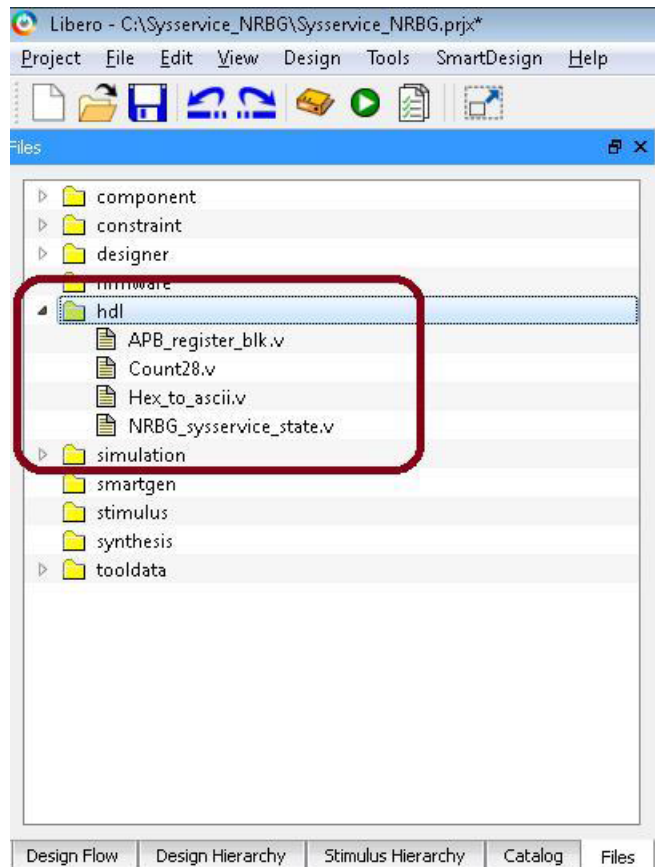 Libero - C:\Sysservice_NRBG\Sysservice_NRBG.prjx*
Project File Edit View Design Tools SmartDesign Help
Files
component
constraint
designer
firmware
hdl
APB_register_blk.v
Count28.v
Hex_to_ascii.v
NRBG_sysservice_state.v
simulation
smartgen
stimulus
synthesis
tooldata
Design Flow Design Hierarchy Stimulus Hierarchy Catalog Files